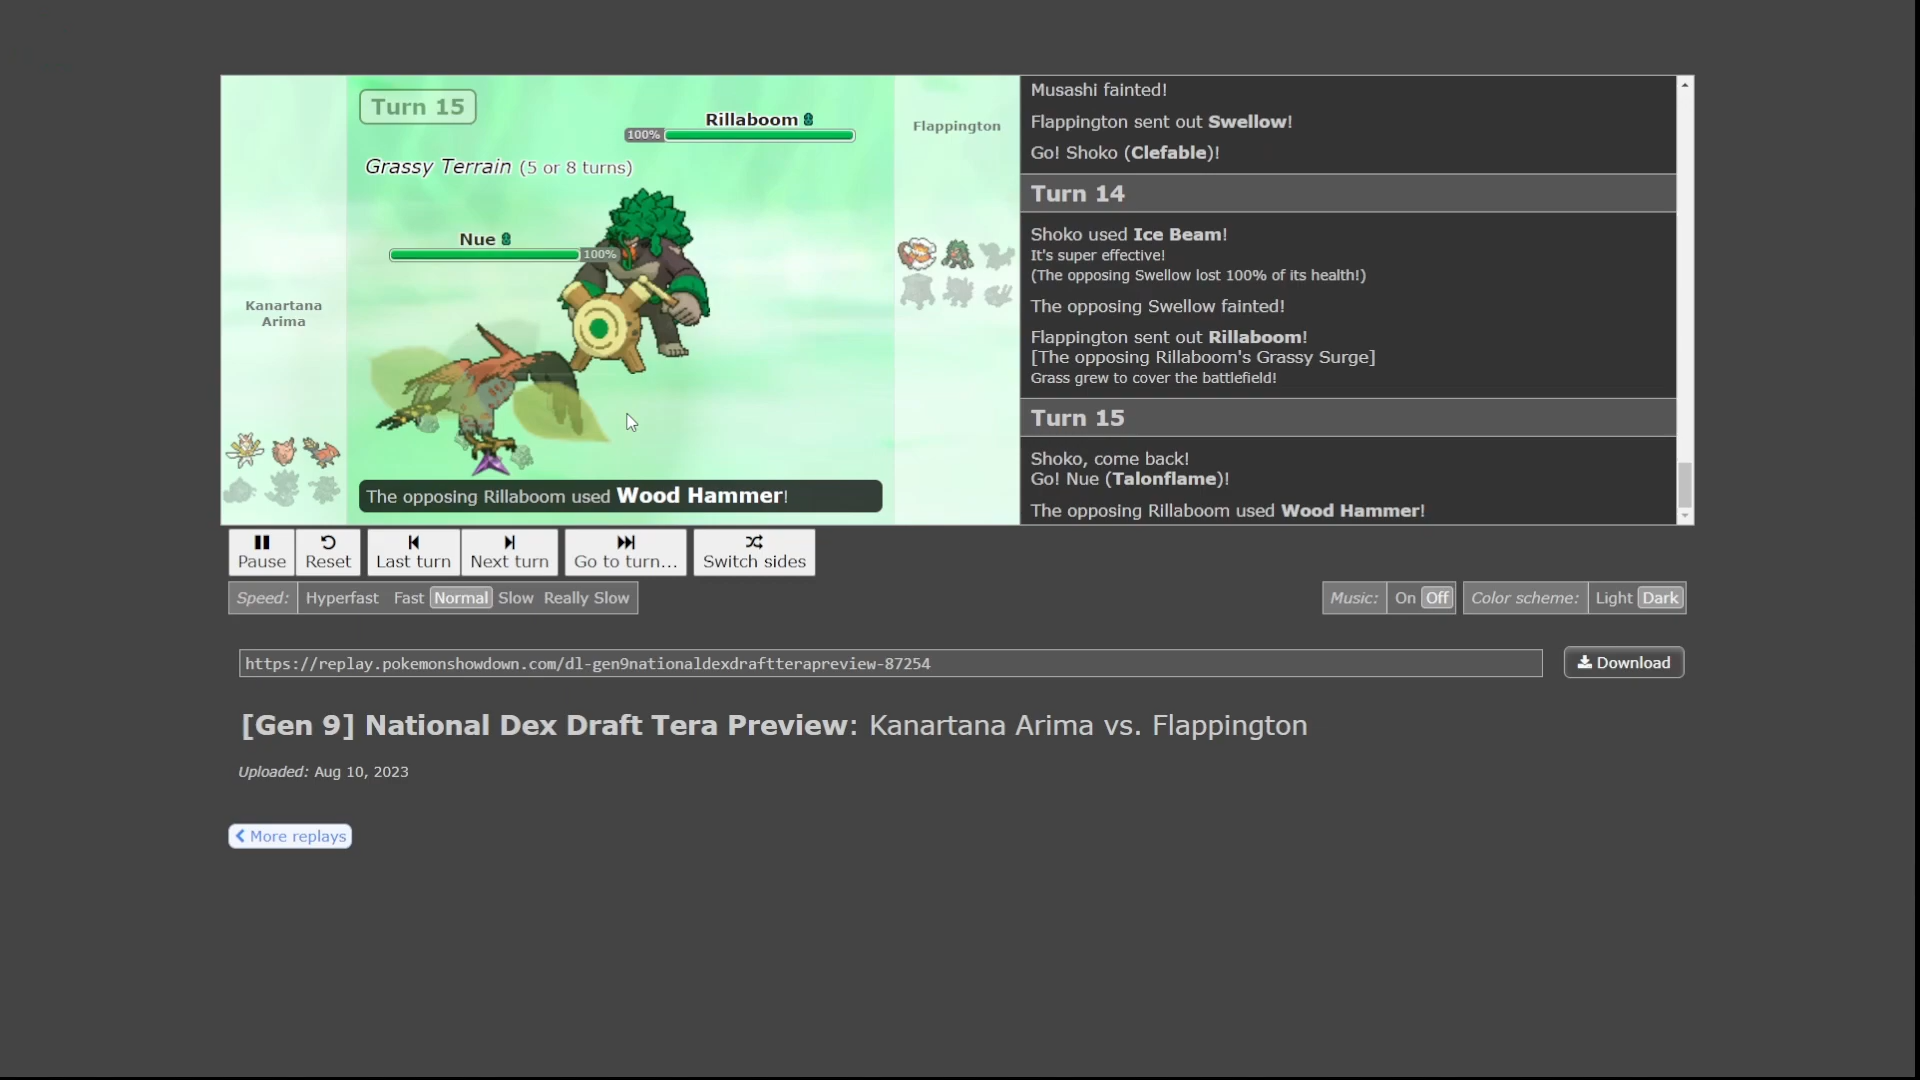 Turn 15
Rillaboom
100%
Grassy Terrain (5 or 8 turns)
Nue
100%
Kanartana
Arima
Flappington
The opposing Rillaboom used Wood Hammer!
Musashi fainted!
Flappington sent out Swellow!
Go! Shoko (Clefable)!
Turn 14
Shoko used Ice Beam!
It's super effective!
(The opposing Swellow lost 100% of its health!)
The opposing Swellow fainted!
Flappington sent out Rillaboom!
[The opposing Rillaboom's Grassy Surge]
Grass grew to cover the battlefield!
Turn 15
Shoko, come back!
Go! Nue (Talonflame)!
The opposing Rillaboom used Wood Hammer!
Pause Reset Last turn Next turn Go to turn... Switch sides
Speed: Hyperfast Fast Normal Slow Really Slow Music: On Off Color scheme: Light Dark
https://replay.pokemonshowdown.com/dl-gen9nationaldexdraftterapreview-87254 Download
[Gen 9] National Dex Draft Tera Preview: Kanartana Arima vs. Flappington
Uploaded: Aug 10, 2023
More replays